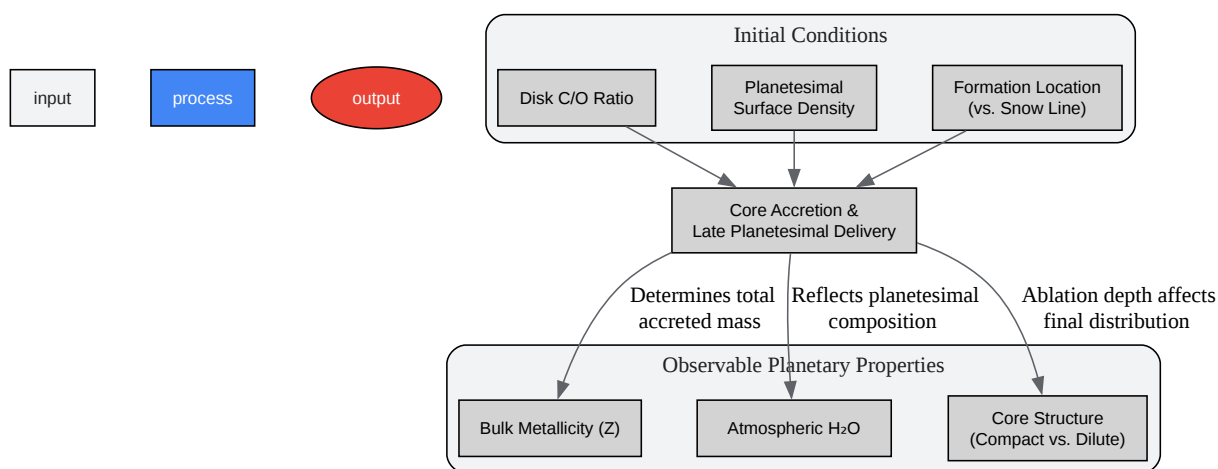 input
process
output
Initial Conditions
Disk C/O Ratio
Planetesimal
Surface Density
Formation Location
(vs. Snow Line)
Core Accretion &
Late Planetesimal Delivery
Determines total
accreted mass
Reflects planetesimal
composition
Ablation depth affects
final distribution
Observable Planetary Properties
Bulk Metallicity (Z)
Atmospheric H₂O
Core Structure
(Compact vs. Dilute)